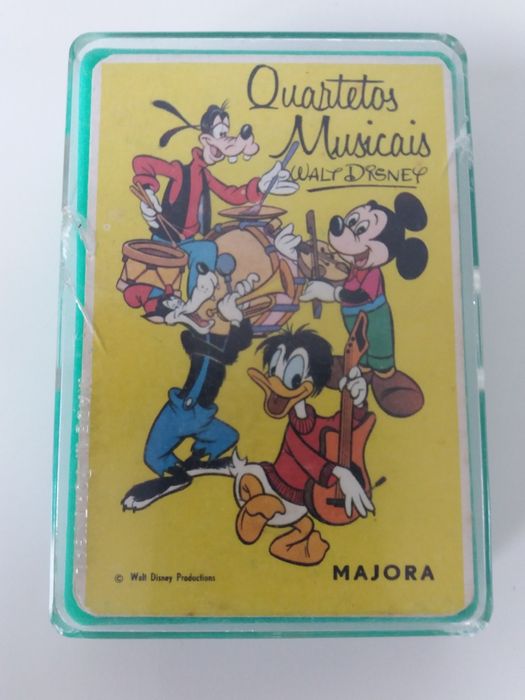 Quartetos
Musicais
WALT DISNEY
© Walt Disney Productions
MAJORA